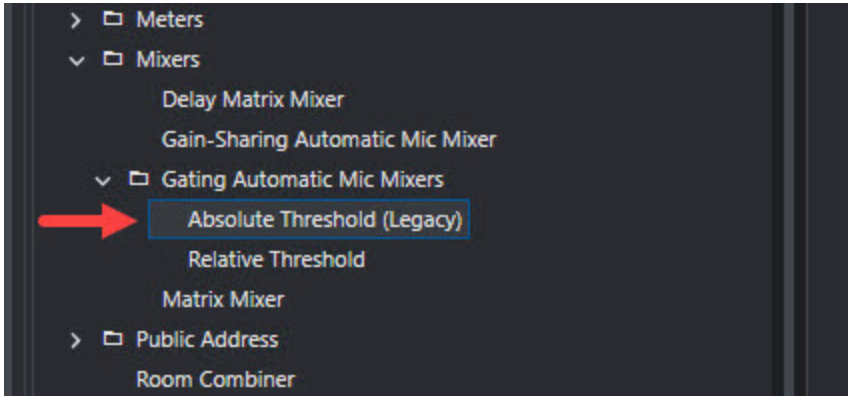 Meters
Mixers
Delay Matrix Mixer
Gain-Sharing Automatic Mic Mixer
Gating Automatic Mic Mixers
Absolute Threshold (Legacy)
Relative Threshold
Matrix Mixer
Public Address
Room Combiner